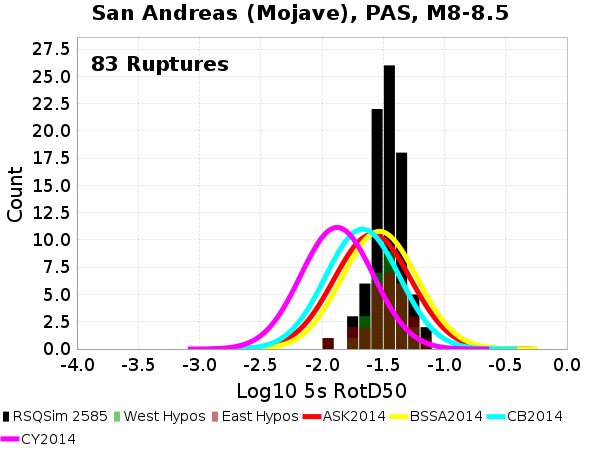 San Andreas (Mojave), PAS, M8-8.5
83 Ruptures
Count
27.5
25.0
22.5
20.0
17.5
15.0
12.5
10.0
7.5
5.0
2.5
0.0
-4.0 -3.5 -3.0 -2.5 -2.0 -1.5 -1.0 -0.5 0.0
Log10 5s RotD50
RSQSim 2585 West Hypos East Hypos ASK2014 BSSA2014 CB2014
CY2014